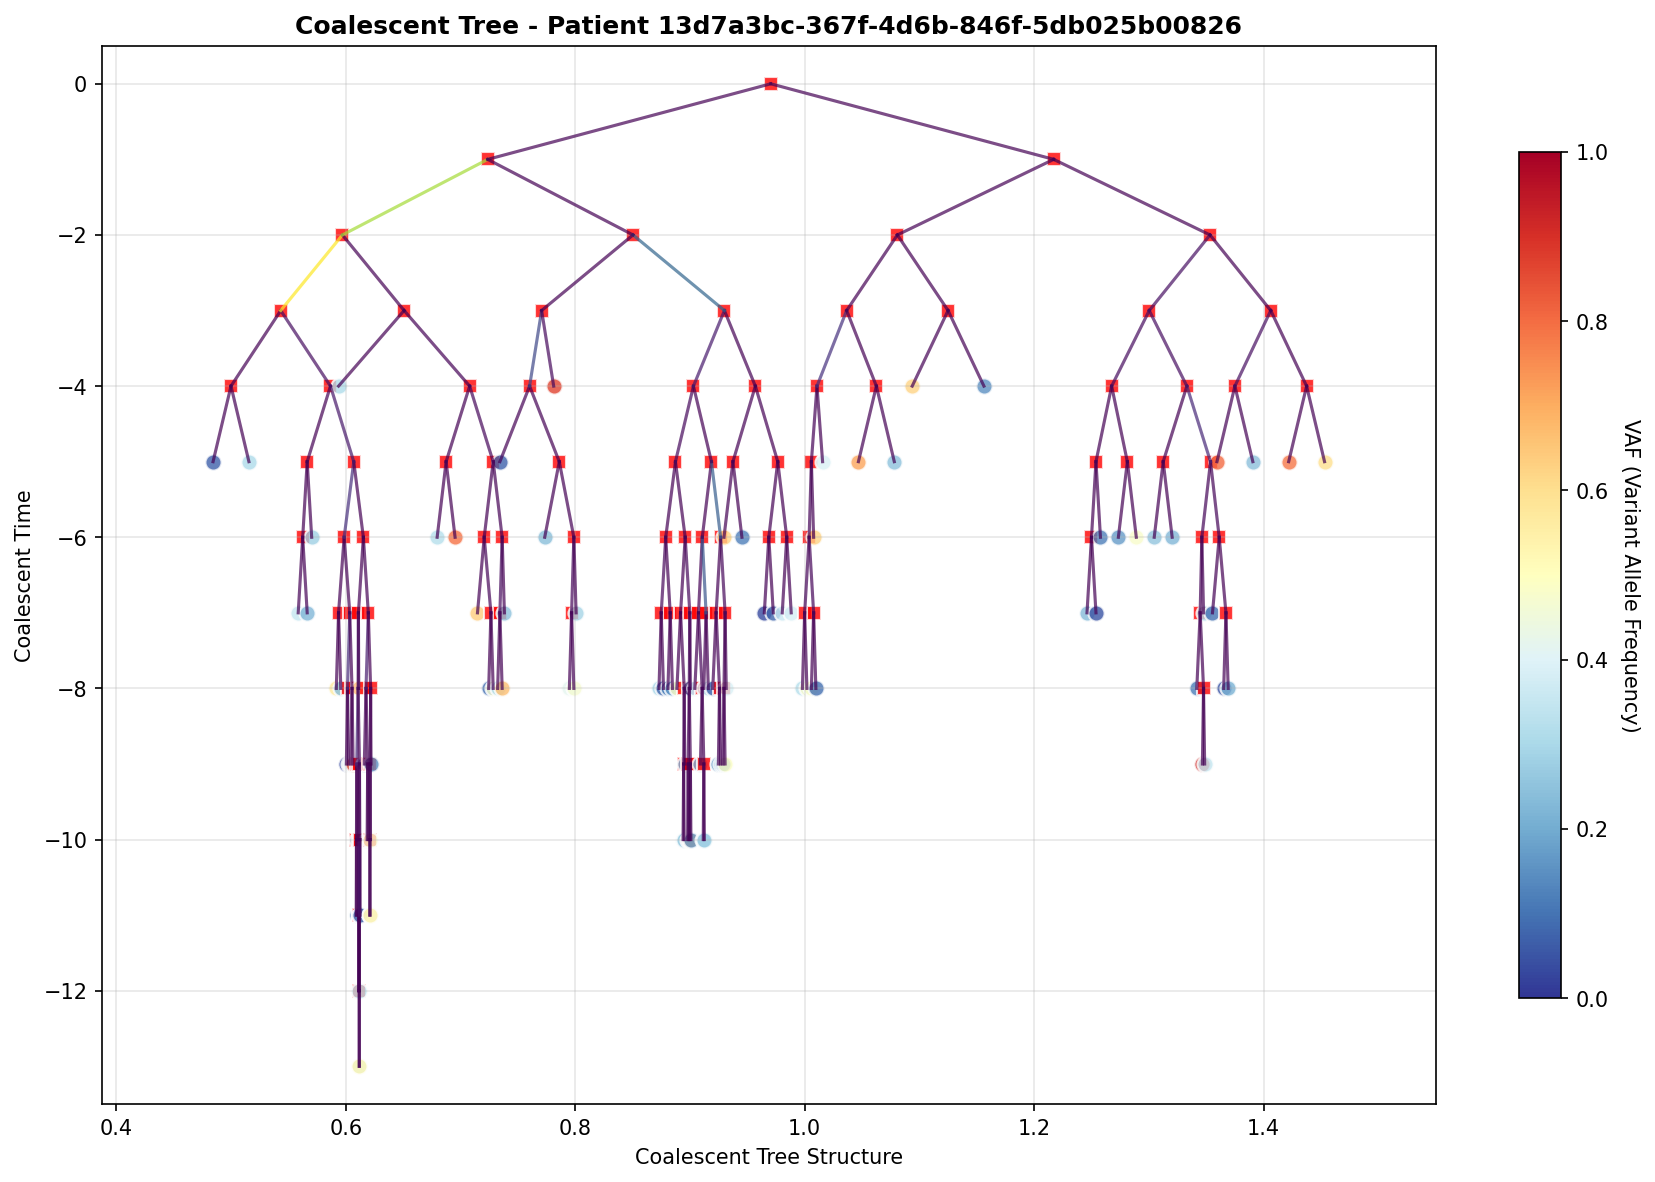 Coalescent Tree - Patient 13d7a3bc-367f-4d6b-846f-5db025b00826
0
−2
−4
−6
−8
−10
−12
Coalescent Time
0.4 0.6 0.8 1.0 1.2 1.4
Coalescent Tree Structure
1.0
0.8
0.6
0.4
0.2
0.0
VAF (Variant Allele Frequency)